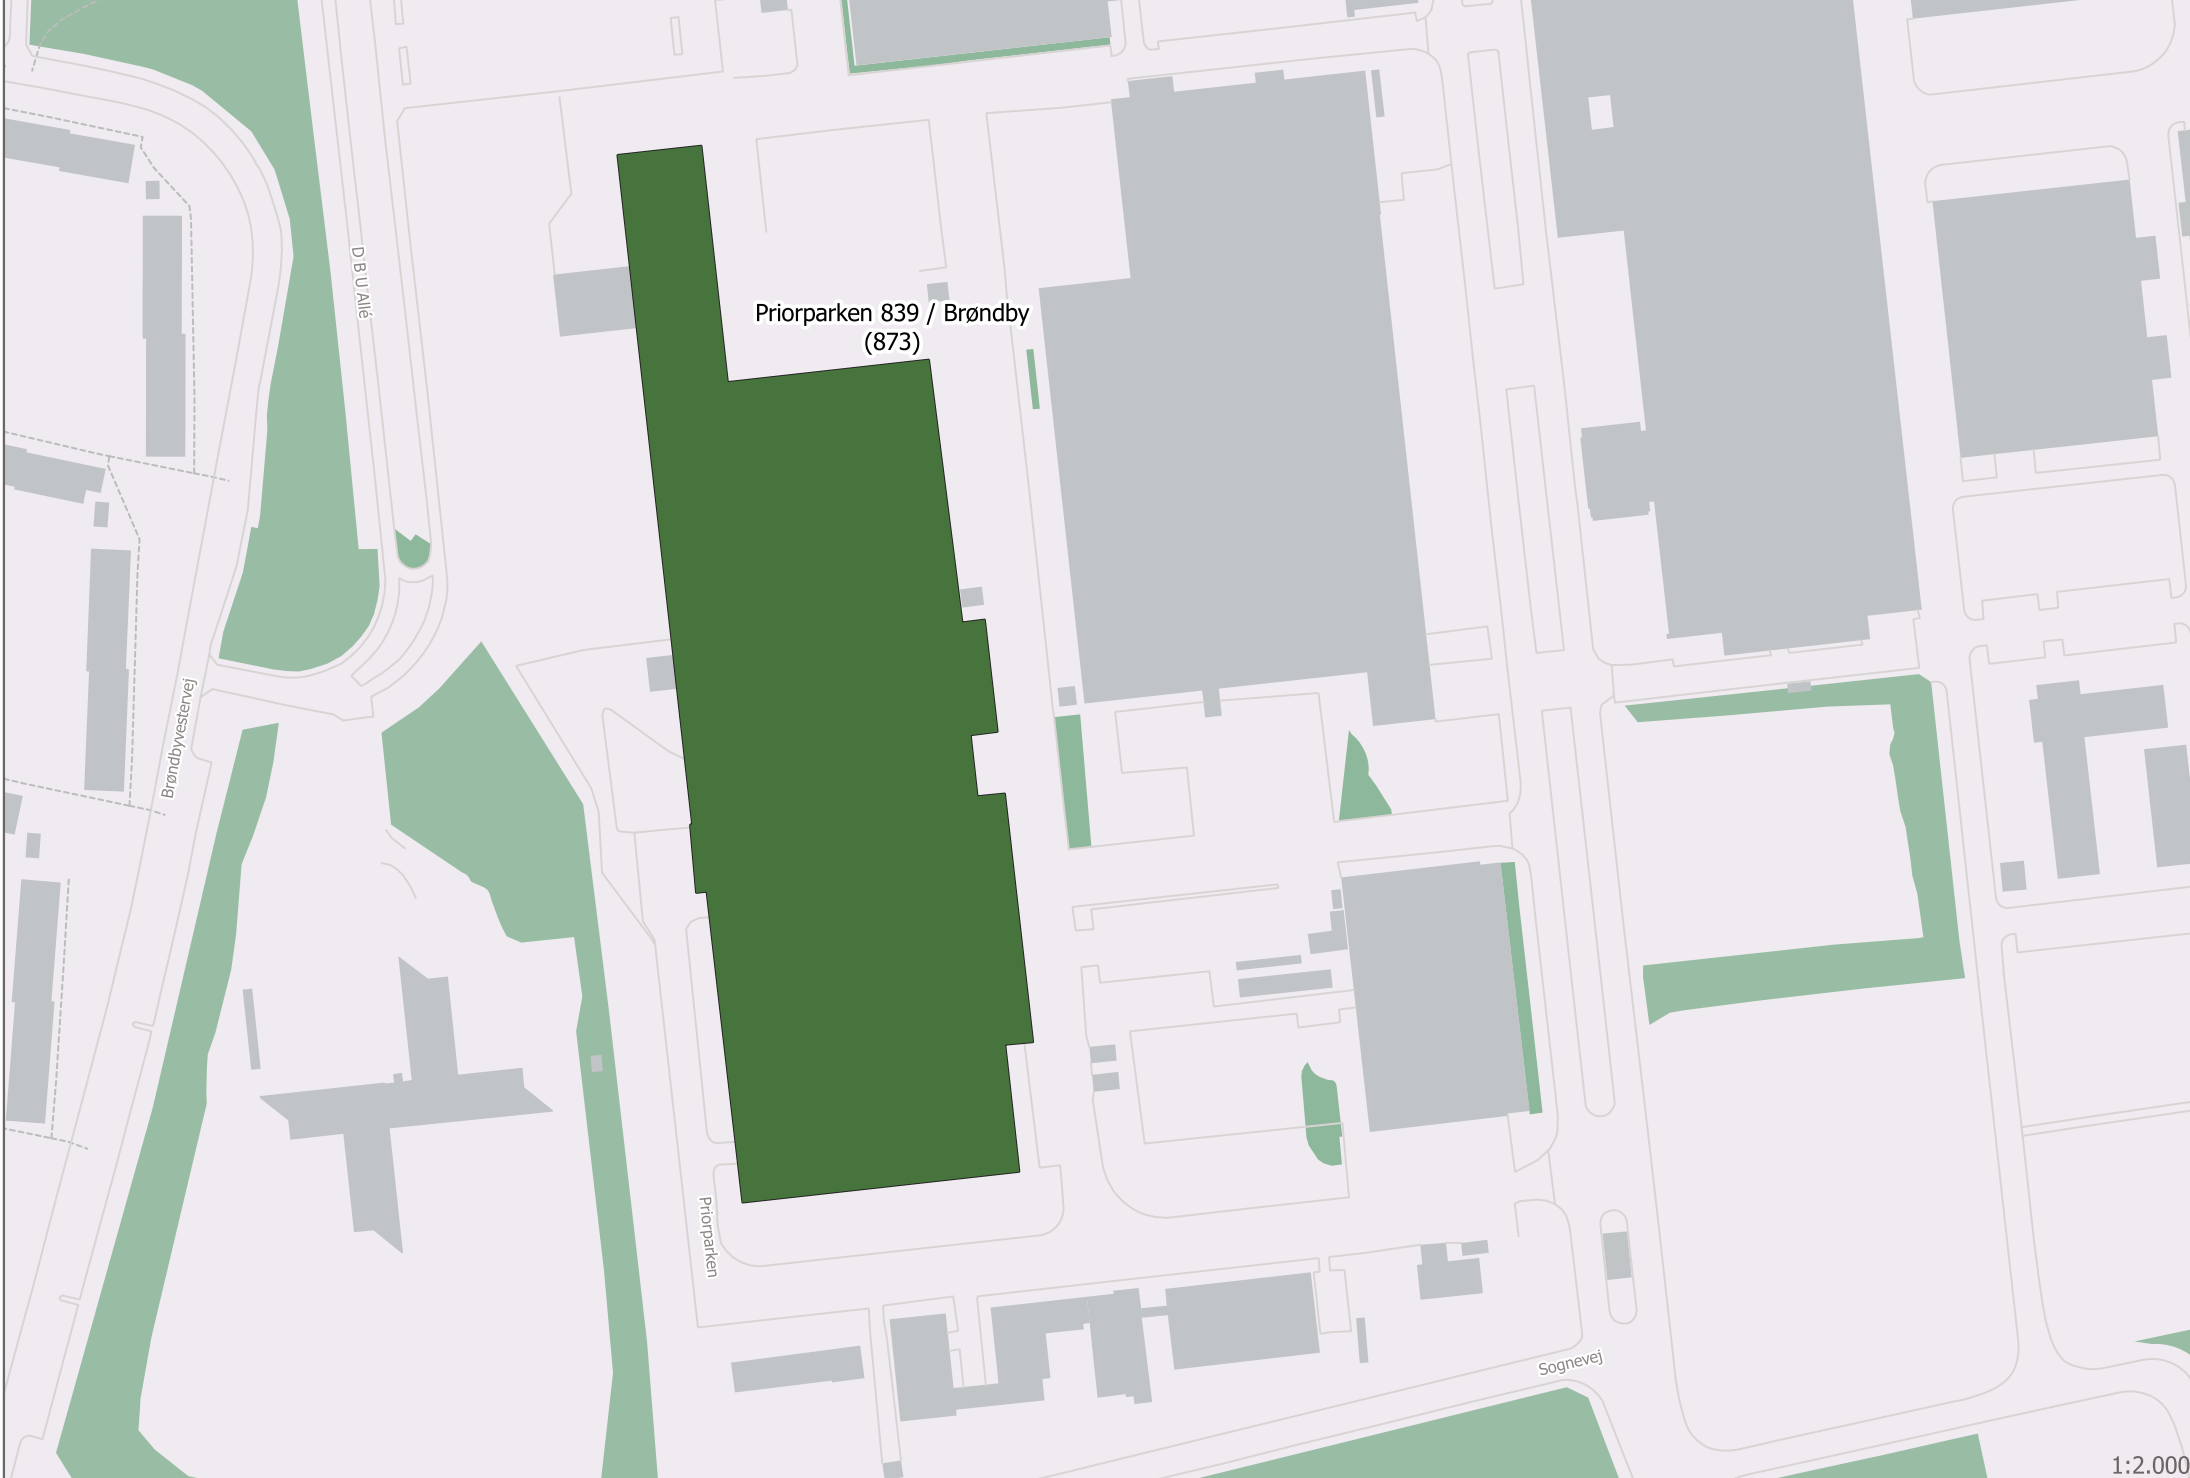 D B U Allé
Priorparken 839 / Brøndby
(873)
Brøndbyvestervej
Priorparken
Sognevej
1:2.000